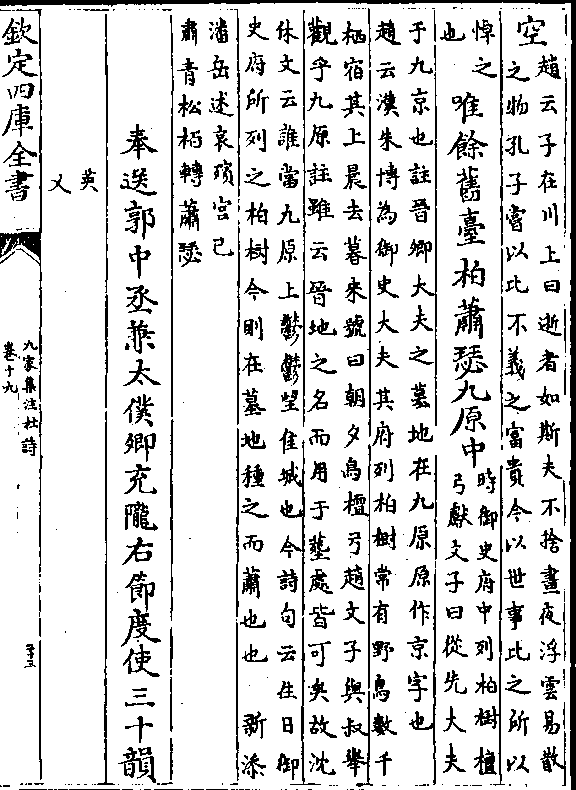 空趙云子在川上曰逝者如斯夫不捨晝夜浮雲易散
之物孔子嘗以比不義之富貴今以世事比之所以
悼之
也
唯餘舊臺柏蕭瑟九原中時御史府中列柏樹檀
弓獻文子曰從先大夫
于九京也註晉卿大夫之墓地在九原原作京字也
趙云漢朱博為御史大夫其府列柏樹常有野鳥數千
栖宿其上晨去暮來號曰朝夕鳥檀弓趙文子與叔譽
觀乎九原註雖云晉地之名而用于墓處皆可矣故沈
休文云誰當九原上鬱鬱望佳城也今詩句云徃日御
史府所列之柏樹今則在墓地種之而蕭也也 新添
潘岳述哀殯宮已
肅青松杇轉蕭瑟
奉送郭中丞兼太僕卿充隴右節度使三十韻
英
乂
欽定四庫全書
九家集注杜詩
卷十九